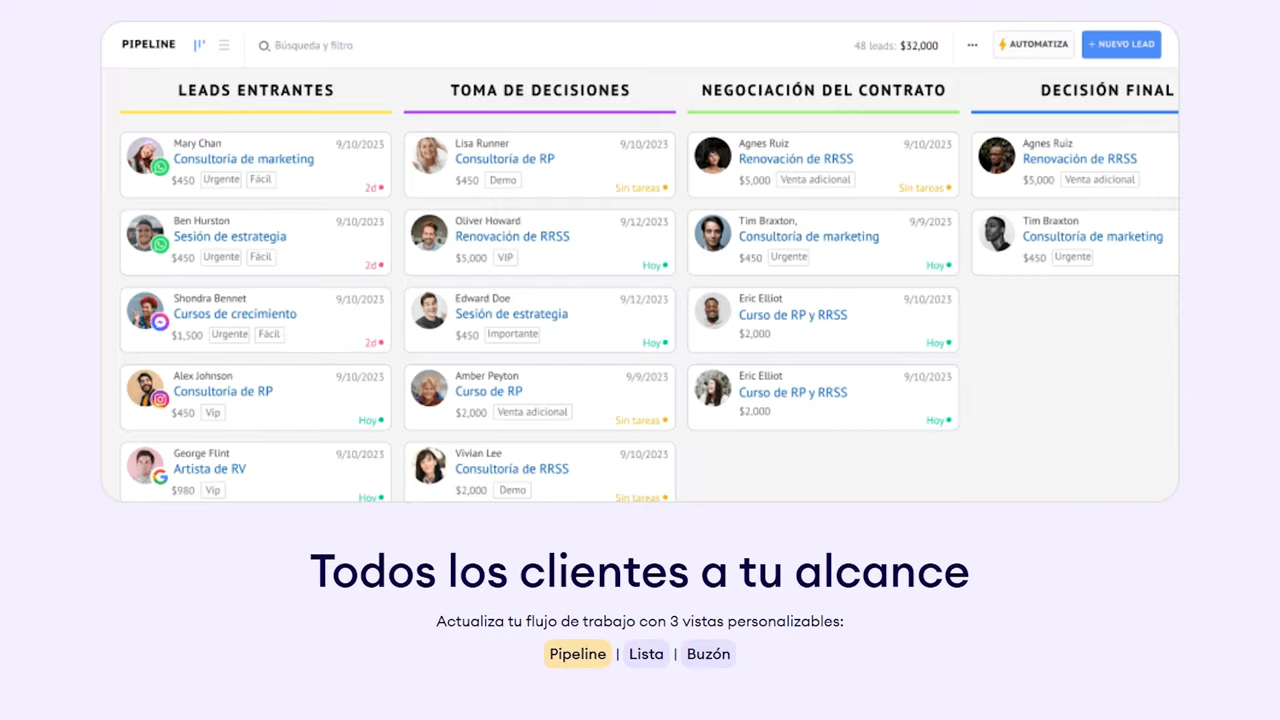 PIPELINE
Búsqueda y filtro
48 leads: $32,000
AUTOMATIZA
+ NUEVO LEAD
LEADS ENTRANTES
Mary Chan 9/10/2023
Consultoría de marketing
$450 Urgente Fácil
2d
Ben Hurston 9/10/2023
Sesión de estrategia
$450 Urgente Fácil
2d
Shondra Bennet 9/10/2023
Cursos de crecimiento
$1,500 Urgente Fácil
2d
Alex Johnson 9/10/2023
Consultoría de RP
$450 Vip
Hoy
George Flint 9/10/2023
Artista de RV
$980 Vip
Hoy
TOMA DE DECISIONES
Lisa Runner 9/10/2023
Consultoría de RP
$450 Demo
Sin tareas
Oliver Howard 9/12/2023
Renovación de RRSS
$5,000 VIP
Hoy
Edward Doe 9/12/2023
Sesión de estrategia
$450 Importante
Hoy
Amber Peyton 9/9/2023
Curso de RP
$2,000 Venta adicional
Sin tareas
Vivian Lee 9/10/2023
Consultoría de RRSS
$2,000 Demo
Sin tareas
NEGOCIACIÓN DEL CONTRATO
Agnes Ruiz 9/10/2023
Renovación de RRSS
$5,000 Venta adicional
Sin tareas
Tim Braxton, 9/9/2023
Consultoría de marketing
$450 Urgente
Hoy
Eric Elliot 9/10/2023
Curso de RP y RRSS
$2,000
Hoy
Eric Elliot 9/10/2023
Curso de RP y RRSS
$2,000
Hoy
DECISIÓN FINAL
Agnes Ruiz
Renovación de RRSS
$5,000 Venta adicional
Tim Braxton
Consultoría de marketing
$450 Urgente
Todos los clientes a tu alcance
Actualiza tu flujo de trabajo con 3 vistas personalizables:
Pipeline | Lista | Buzón